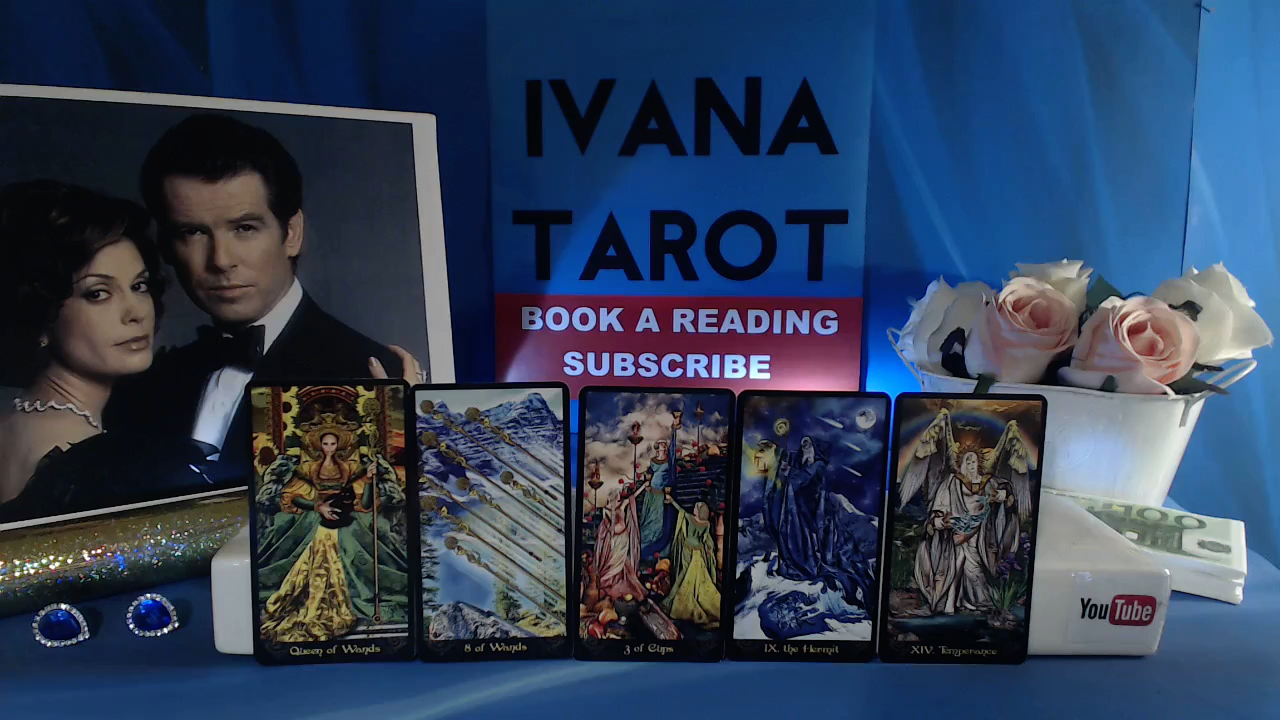 IVANA
TAROT
BOOK A READING
SUBSCRIBE
Queen of Wands
8 of Wands
3 of Cups
IX. the Hermit
XIV. Temperance
YouTube
100